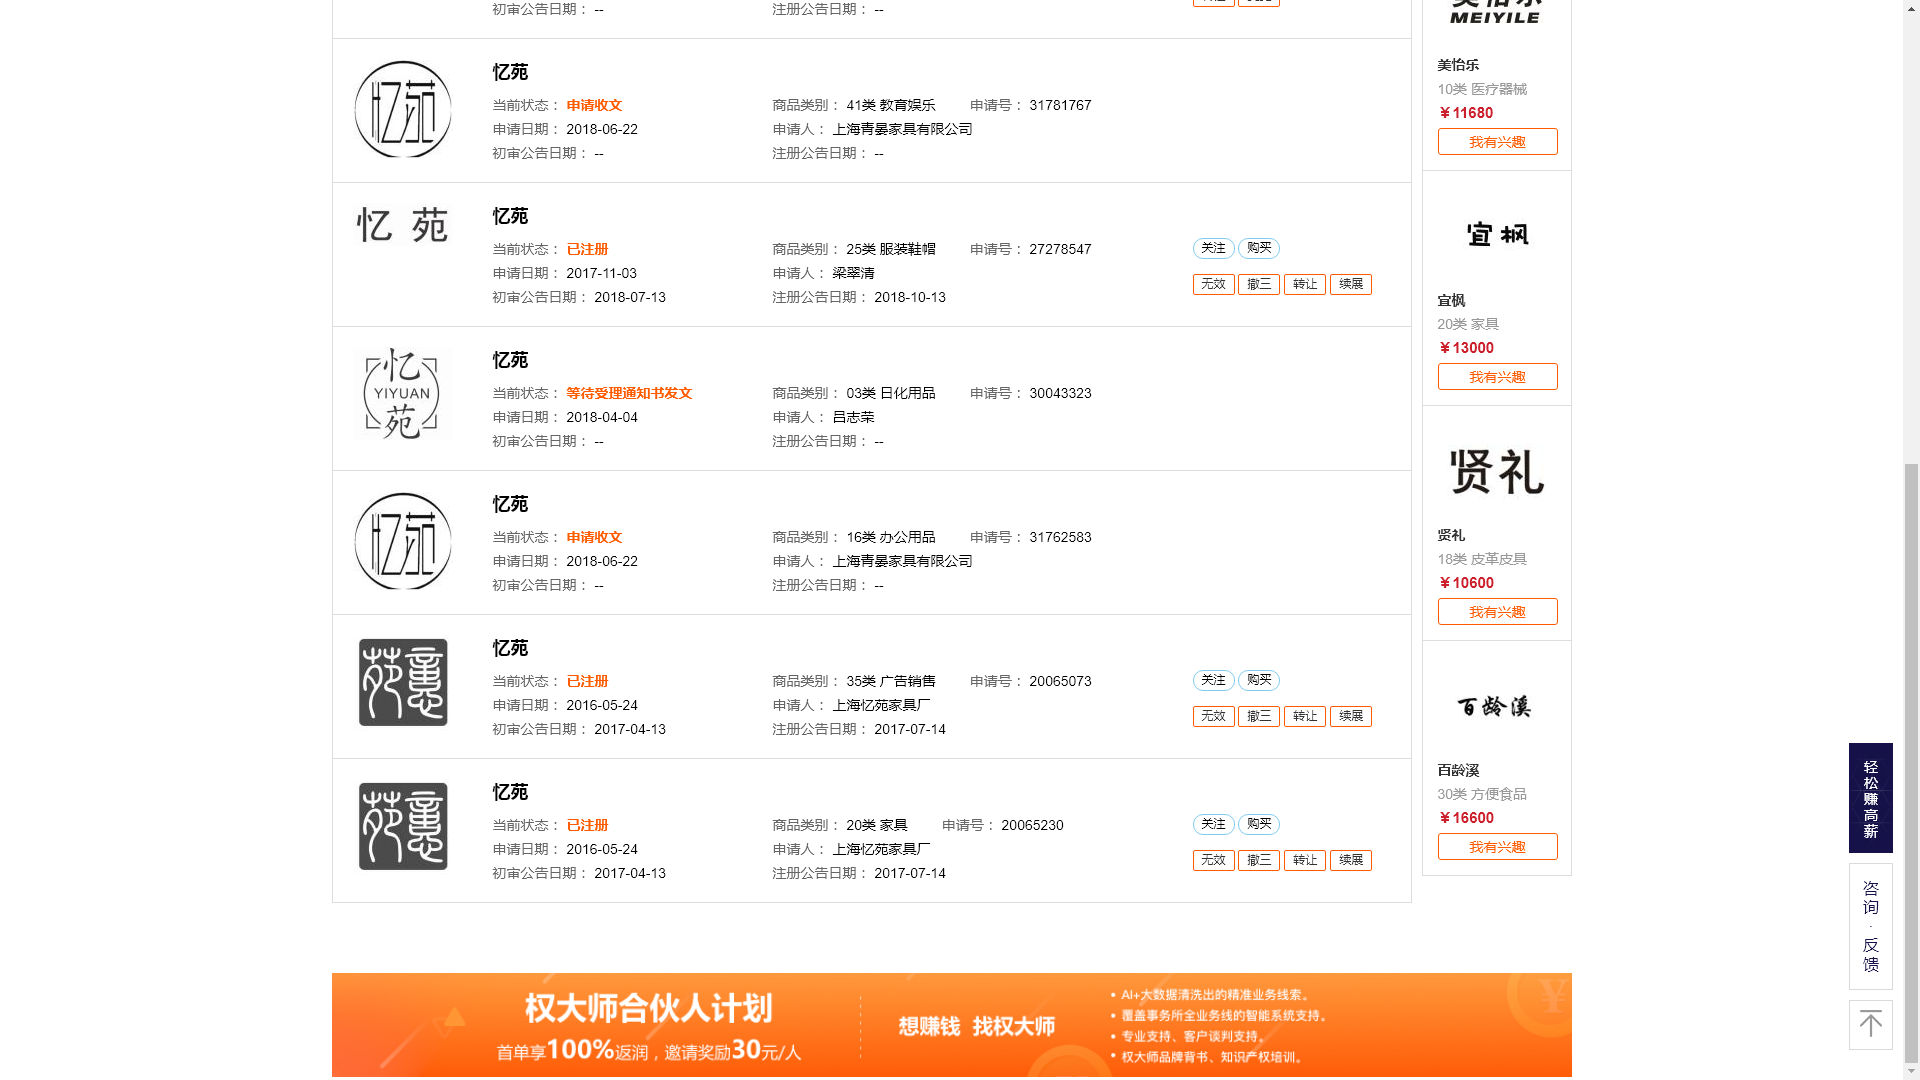 初审公告日期： --
注册公告日期： --
忆苑
忆苑
当前状态： 申请收文
商品类别： 41类 教育娱乐
申请号： 31781767
申请日期： 2018-06-22
申请人： 上海青晏家具有限公司
初审公告日期： --
注册公告日期： --
忆 苑
忆苑
当前状态： 已注册
商品类别： 25类 服装鞋帽
申请号： 27278547
关注
购买
申请日期： 2017-11-03
申请人： 梁翠清
无效
撤三
转让
续展
初审公告日期： 2018-07-13
注册公告日期： 2018-10-13
忆
YIYUAN
苑
忆苑
当前状态： 等待受理通知书发文
商品类别： 03类 日化用品
申请号： 30043323
申请日期： 2018-04-04
申请人： 吕志荣
初审公告日期： --
注册公告日期： --
忆苑
忆苑
当前状态： 申请收文
商品类别： 16类 办公用品
申请号： 31762583
申请日期： 2018-06-22
申请人： 上海青晏家具有限公司
初审公告日期： --
注册公告日期： --
忆苑
当前状态： 已注册
商品类别： 35类 广告销售
申请号： 20065073
关注
购买
申请日期： 2016-05-24
申请人： 上海忆苑家具厂
无效
撤三
转让
续展
初审公告日期： 2017-04-13
注册公告日期： 2017-07-14
忆苑
当前状态： 已注册
商品类别： 20类 家具
申请号： 20065230
关注
购买
申请日期： 2016-05-24
申请人： 上海忆苑家具厂
无效
撤三
转让
续展
初审公告日期： 2017-04-13
注册公告日期： 2017-07-14
美怡乐
MEIYILE
美怡乐
10类 医疗器械
￥11680
我有兴趣
宜枫
宜枫
20类 家具
￥13000
我有兴趣
贤礼
贤礼
18类 皮革皮具
￥10600
我有兴趣
百龄溪
百龄溪
30类 方便食品
￥16600
我有兴趣
轻松赚高薪
咨询·反馈
权大师合伙人计划
首单享100%返润，邀请奖励30元/人
想赚钱 找权大师
• AI+大数据清洗出的精准业务线索。
• 覆盖事务所全业务线的智能系统支持。
• 专业支持、客户谈判支持。
• 权大师品牌背书、知识产权培训。